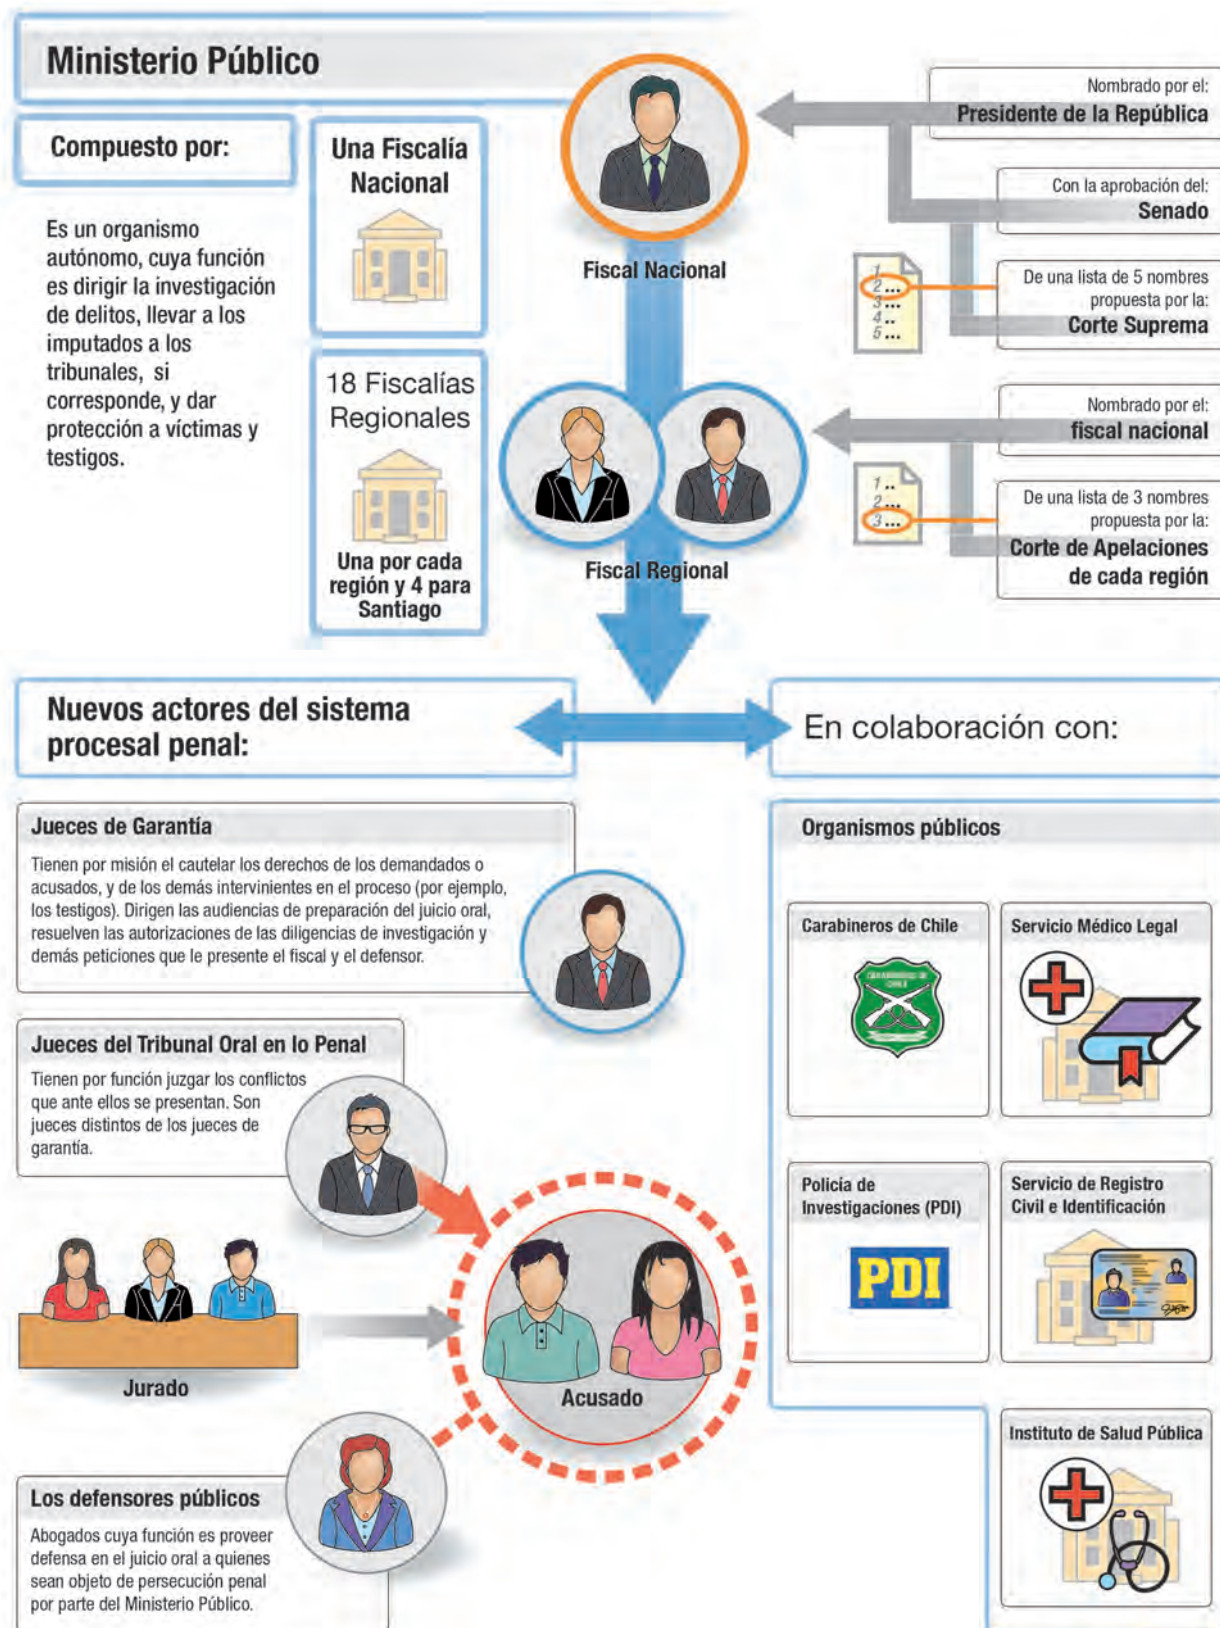 Ministerio Público
Compuesto por:
Es un organismo
autónomo, cuya función
es dirigir la investigación
de delitos, llevar a los
imputados a los
tribunales, si
corresponde, y dar
protección a víctimas y
testigos.
Una Fiscalía
Nacional
18 Fiscalías
Regionales
Una por cada
región y 4 para
Santiago
Fiscal Nacional
Fiscal Regional
Nombrado por el:
Presidente de la República
Con la aprobación del:
Senado
1
2 ...
3 ...
4 ..
5 ...
De una lista de 5 nombres
propuesta por la:
Corte Suprema
Nombrado por el:
fiscal nacional
1 ..
2 ...
3 ...
De una lista de 3 nombres
propuesta por la:
Corte de Apelaciones
de cada región
Nuevos actores del sistema
procesal penal:
En colaboración con:
Jueces de Garantía
Tienen por misión el cautelar los derechos de los demandados o
acusados, y de los demás intervinientes en el proceso (por ejemplo,
los testigos). Dirigen las audiencias de preparación del juicio oral,
resuelven las autorizaciones de las diligencias de investigación y
demás peticiones que le presente el fiscal y el defensor.
Jueces del Tribunal Oral en lo Penal
Tienen por función juzgar los conflictos
que ante ellos se presentan. Son
jueces distintos de los jueces de
garantía.
Jurado
Acusado
Los defensores públicos
Abogados cuya función es proveer
defensa en el juicio oral a quienes
sean objeto de persecución penal
por parte del Ministerio Público.
Organismos públicos
Carabineros de Chile
CARABINEROS DE
CHILE
Servicio Médico Legal
Policía de
Investigaciones (PDI)
PDI
Servicio de Registro
Civil e Identificación
Instituto de Salud Pública